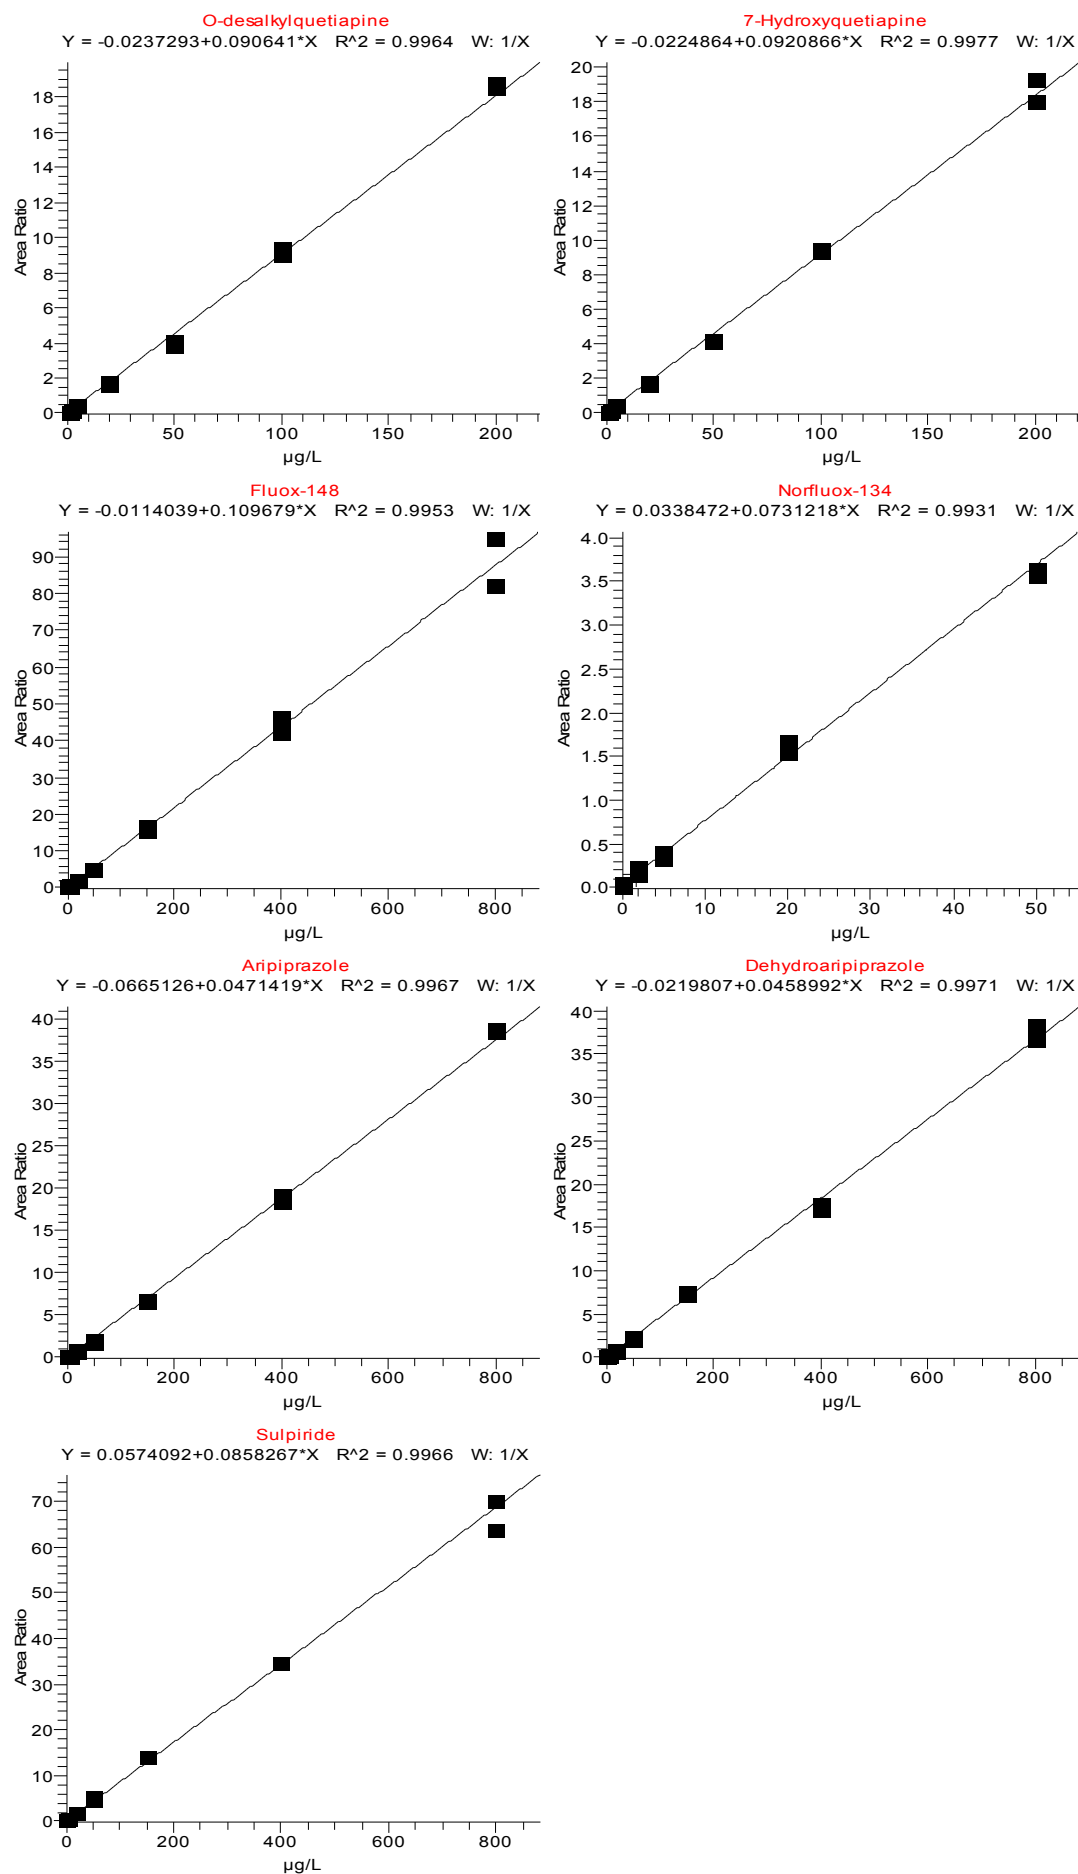 O-desalkylquetiapine
Y = -0.0237293+0.090641*X R^2 = 0.9964 W: 1/X
18
16
14
12
10
8
6
4
2
0
Area Ratio
0 50 100 150 200
µg/L
7-Hydroxyquetiapine
Y = -0.0224864+0.0920866*X R^2 = 0.9977 W: 1/X
20
18
16
14
12
10
8
6
4
2
0
Area Ratio
0 50 100 150 200
µg/L
Fluox-148
Y = -0.0114039+0.109679*X R^2 = 0.9953 W: 1/X
90
80
70
60
50
40
30
20
10
0
Area Ratio
0 200 400 600 800
µg/L
Norfluox-134
Y = 0.0338472+0.0731218*X R^2 = 0.9931 W: 1/X
4.0
3.5
3.0
2.5
2.0
1.5
1.0
0.5
0.0
Area Ratio
0 10 20 30 40 50
µg/L
Aripiprazole
Y = -0.0665126+0.0471419*X R^2 = 0.9967 W: 1/X
40
35
30
25
20
15
10
5
0
Area Ratio
0 200 400 600 800
µg/L
Dehydroaripiprazole
Y = -0.0219807+0.0458992*X R^2 = 0.9971 W: 1/X
40
35
30
25
20
15
10
5
0
Area Ratio
0 200 400 600 800
µg/L
Sulpiride
Y = 0.0574092+0.0858267*X R^2 = 0.9966 W: 1/X
70
60
50
40
30
20
10
0
Area Ratio
0 200 400 600 800
µg/L